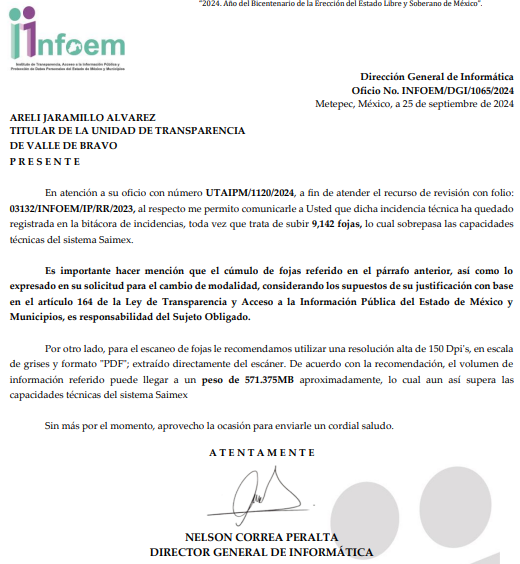 "2024. Año del Bicentenario de la Erección del Estado Libre y Soberano de México".
infoem
Instituto de Transparencia, Acceso a la Información Pública y
Protección de Datos Personales del Estado de México y Municipios
Dirección General de Informática
Oficio No. INFOEM/DGI/1065/2024
Metepec, México, a 25 de septiembre de 2024
ARELI JARAMILLO ALVAREZ
TITULAR DE LA UNIDAD DE TRANSPARENCIA
DE VALLE DE BRAVO
P R E S E N T E
En atención a su oficio con número UTAIPM/1120/2024, a fin de atender el recurso de revisión con folio:
03132/INFOEM/IP/RR/2023, al respecto me permito comunicarle a Usted que dicha incidencia técnica ha quedado
registrada en la bitácora de incidencias, toda vez que trata de subir 9,142 fojas, lo cual sobrepasa las capacidades
técnicas del sistema Saimex.
Es importante hacer mención que el cúmulo de fojas referido en el párrafo anterior, así como lo
expresado en su solicitud para el cambio de modalidad, considerando los supuestos de su justificación con base
en el artículo 164 de la Ley de Transparencia y Acceso a la Información Pública del Estado de México y
Municipios, es responsabilidad del Sujeto Obligado.
Por otro lado, para el escaneo de fojas le recomendamos utilizar una resolución alta de 150 Dpi's, en escala
de grises y formato "PDF"; extraído directamente del escáner. De acuerdo con la recomendación, el volumen de
información referido puede llegar a un peso de 571.375MB aproximadamente, lo cual aun así supera las
capacidades técnicas del sistema Saimex
Sin más por el momento, aprovecho la ocasión para enviarle un cordial saludo.
A T E N T A M E N T E
NELSON CORREA PERALTA
DIRECTOR GENERAL DE INFORMÁTICA